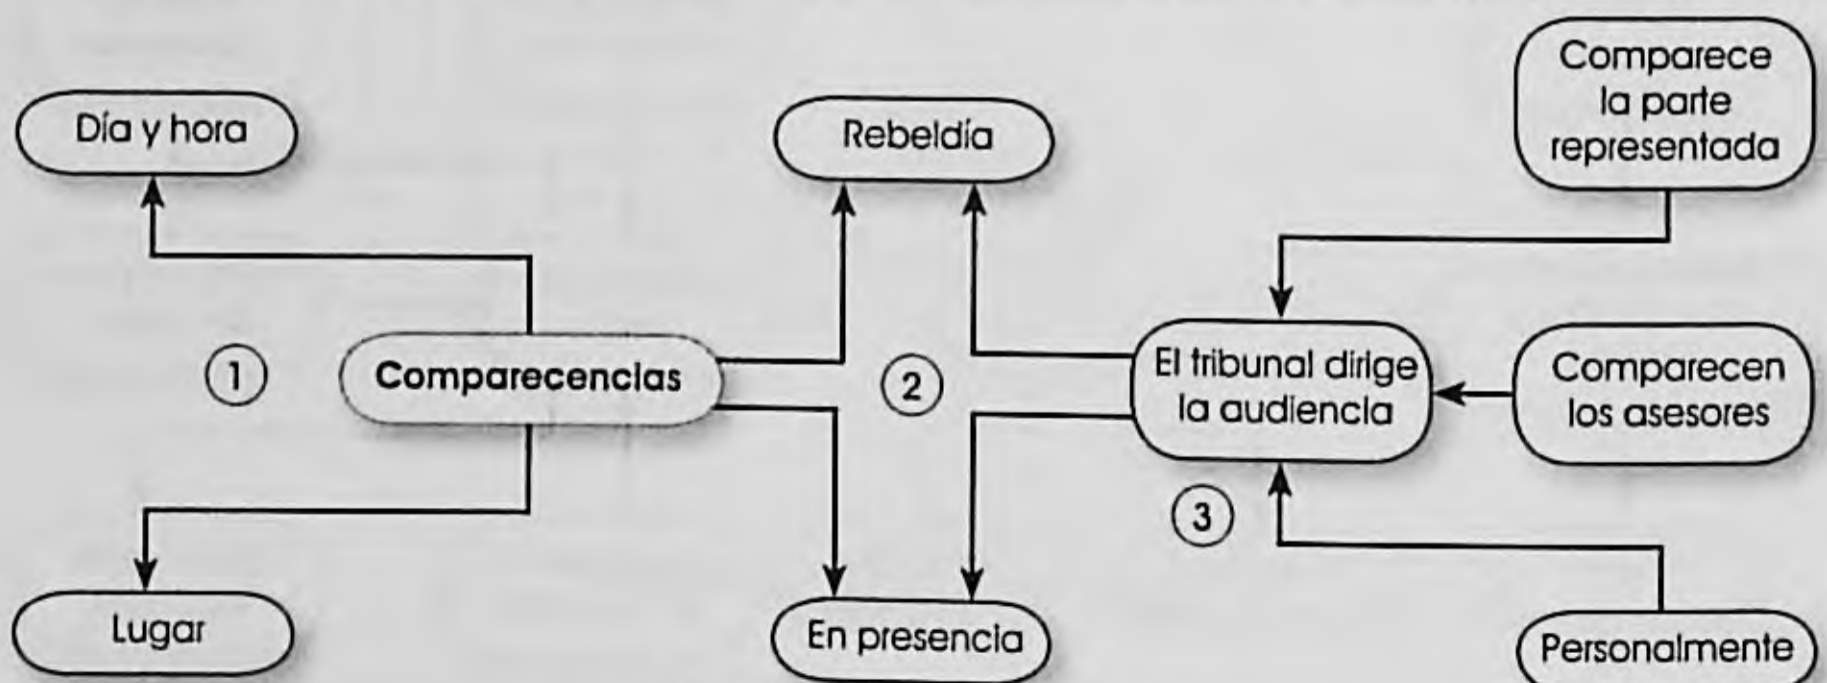 Comparece
la parte
representada
Día y hora
Rebeldía
1
Comparecencias
2
El tribunal dirige
la audiencia
Comparecen
los asesores
3
Lugar
En presencia
Personalmente